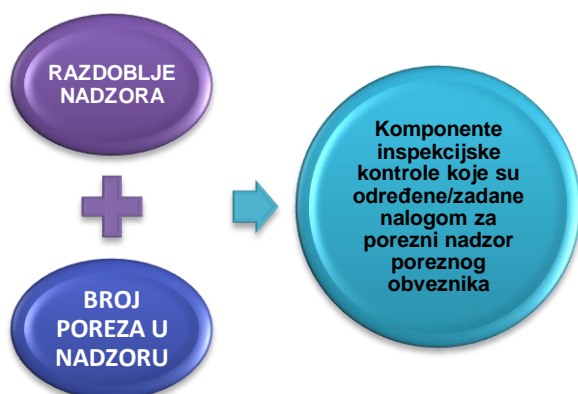 RAZDOBLJE
NADZORA
BROJ
POREZA U
NADZORU
Komponente
inspekcijske
kontrole koje su
određene/zadane
nalogom za
porezni nadzor
poreznog
obveznika